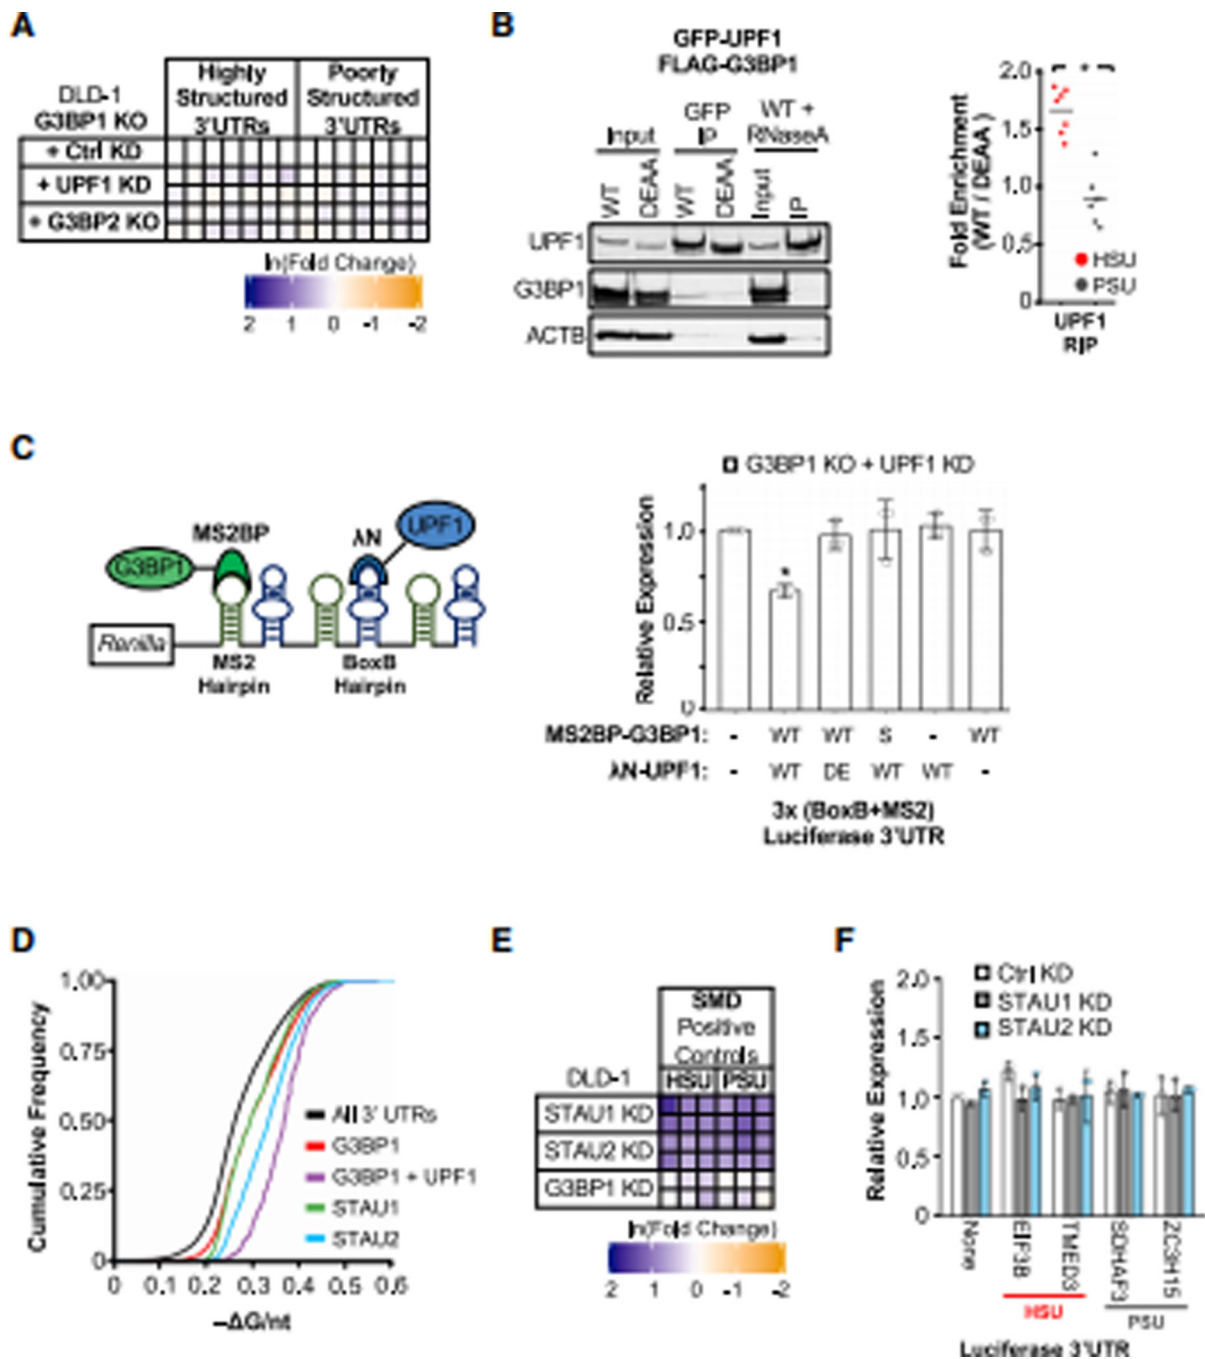 A
DLD-1
G3BP1 KO
Highly
Structured
3'UTRs
Poorly
Structured
3'UTRs
+ Ctrl KD
+ UPF1 KD
+ G3BP2 KO
ln(Fold Change)
2 1 0 -1 -2
B
GFP-UPF1
FLAG-G3BP1
Input
GFP
IP
WT +
RNaseA
WT DEAA WT DEAA Input IP
UPF1
G3BP1
ACTB
Fold Enrichment
(WT / DEAA )
2.0
1.5
1.0
0.5
0
*
HSU
PSU
UPF1
RIP
C
G3BP1
MS2BP
λN
UPF1
Renilla
MS2
Hairpin
BoxB
Hairpin
G3BP1 KO + UPF1 KD
Relative Expression
1.0
0.5
0
*
MS2BP-G3BP1: - WT WT S - WT
λN-UPF1: - WT DE WT WT -
3x (BoxB+MS2)
Luciferase 3'UTR
D
Cumulative Frequency
1.00
0.75
0.50
0.25
0
All 3' UTRs
G3BP1
G3BP1 + UPF1
STAU1
STAU2
0 0.1 0.2 0.3 0.4 0.5 0.6
–ΔG/nt
E
SMD
Positive
Controls
DLD-1
HSU PSU
STAU1 KD
STAU2 KD
G3BP1 KD
ln(Fold Change)
2 1 0 -1 -2
F
Ctrl KD
STAU1 KD
STAU2 KD
Relative Expression
2.0
1.5
1.0
0.5
0
None EIF3B TMED3 SDHAF3 ZC3H15
HSU
PSU
Luciferase 3'UTR